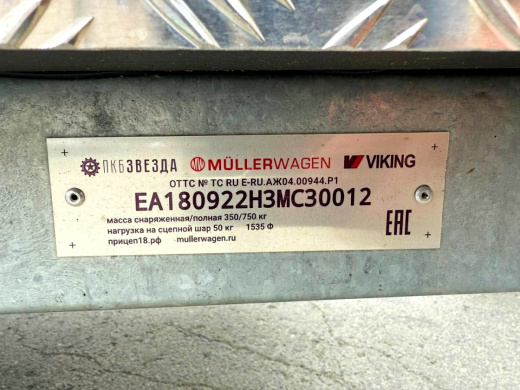 ПКБЗВЕЗДА MÜLLERWAGEN VIKING
ОТТС № ТС RU Е-RU.АЖ04.00944.Р1
EA180922H3MC30012
масса снаряженная/полная 350/750 кг
нагрузка на сцепной шар 50 кг 1535 Ф
прицеп18.рф mullerwagen.ru
EAC